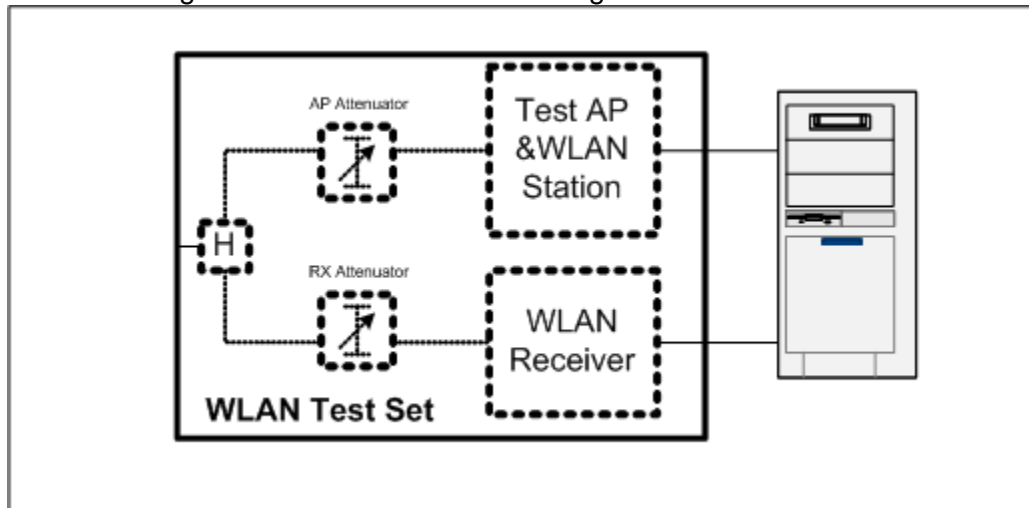 AP Attenuator
Test AP
&WLAN
Station
H
RX Attenuator
WLAN
Receiver
WLAN Test Set